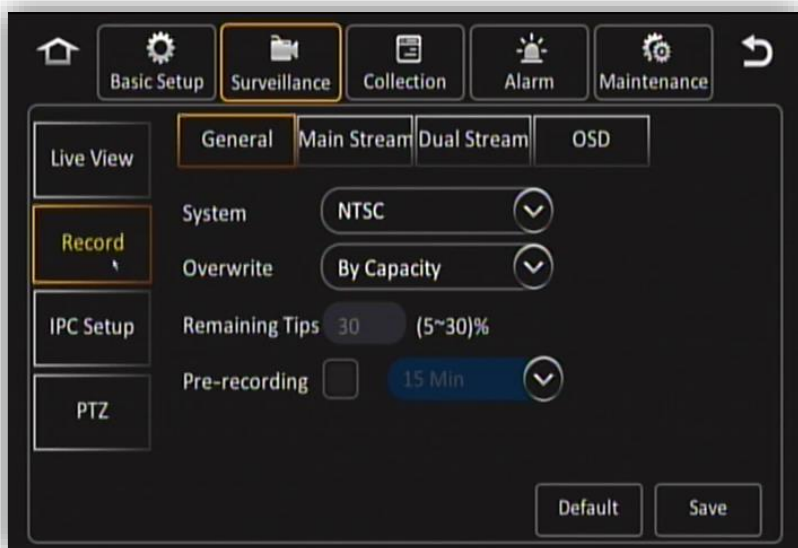 Basic Setup
Surveillance
Collection
Alarm
Maintenance
Live View
Record
IPC Setup
PTZ
General
Main Stream
Dual Stream
OSD
System NTSC
Overwrite By Capacity
Remaining Tips 30 (5~30)%
Pre-recording 15 Min
Default
Save